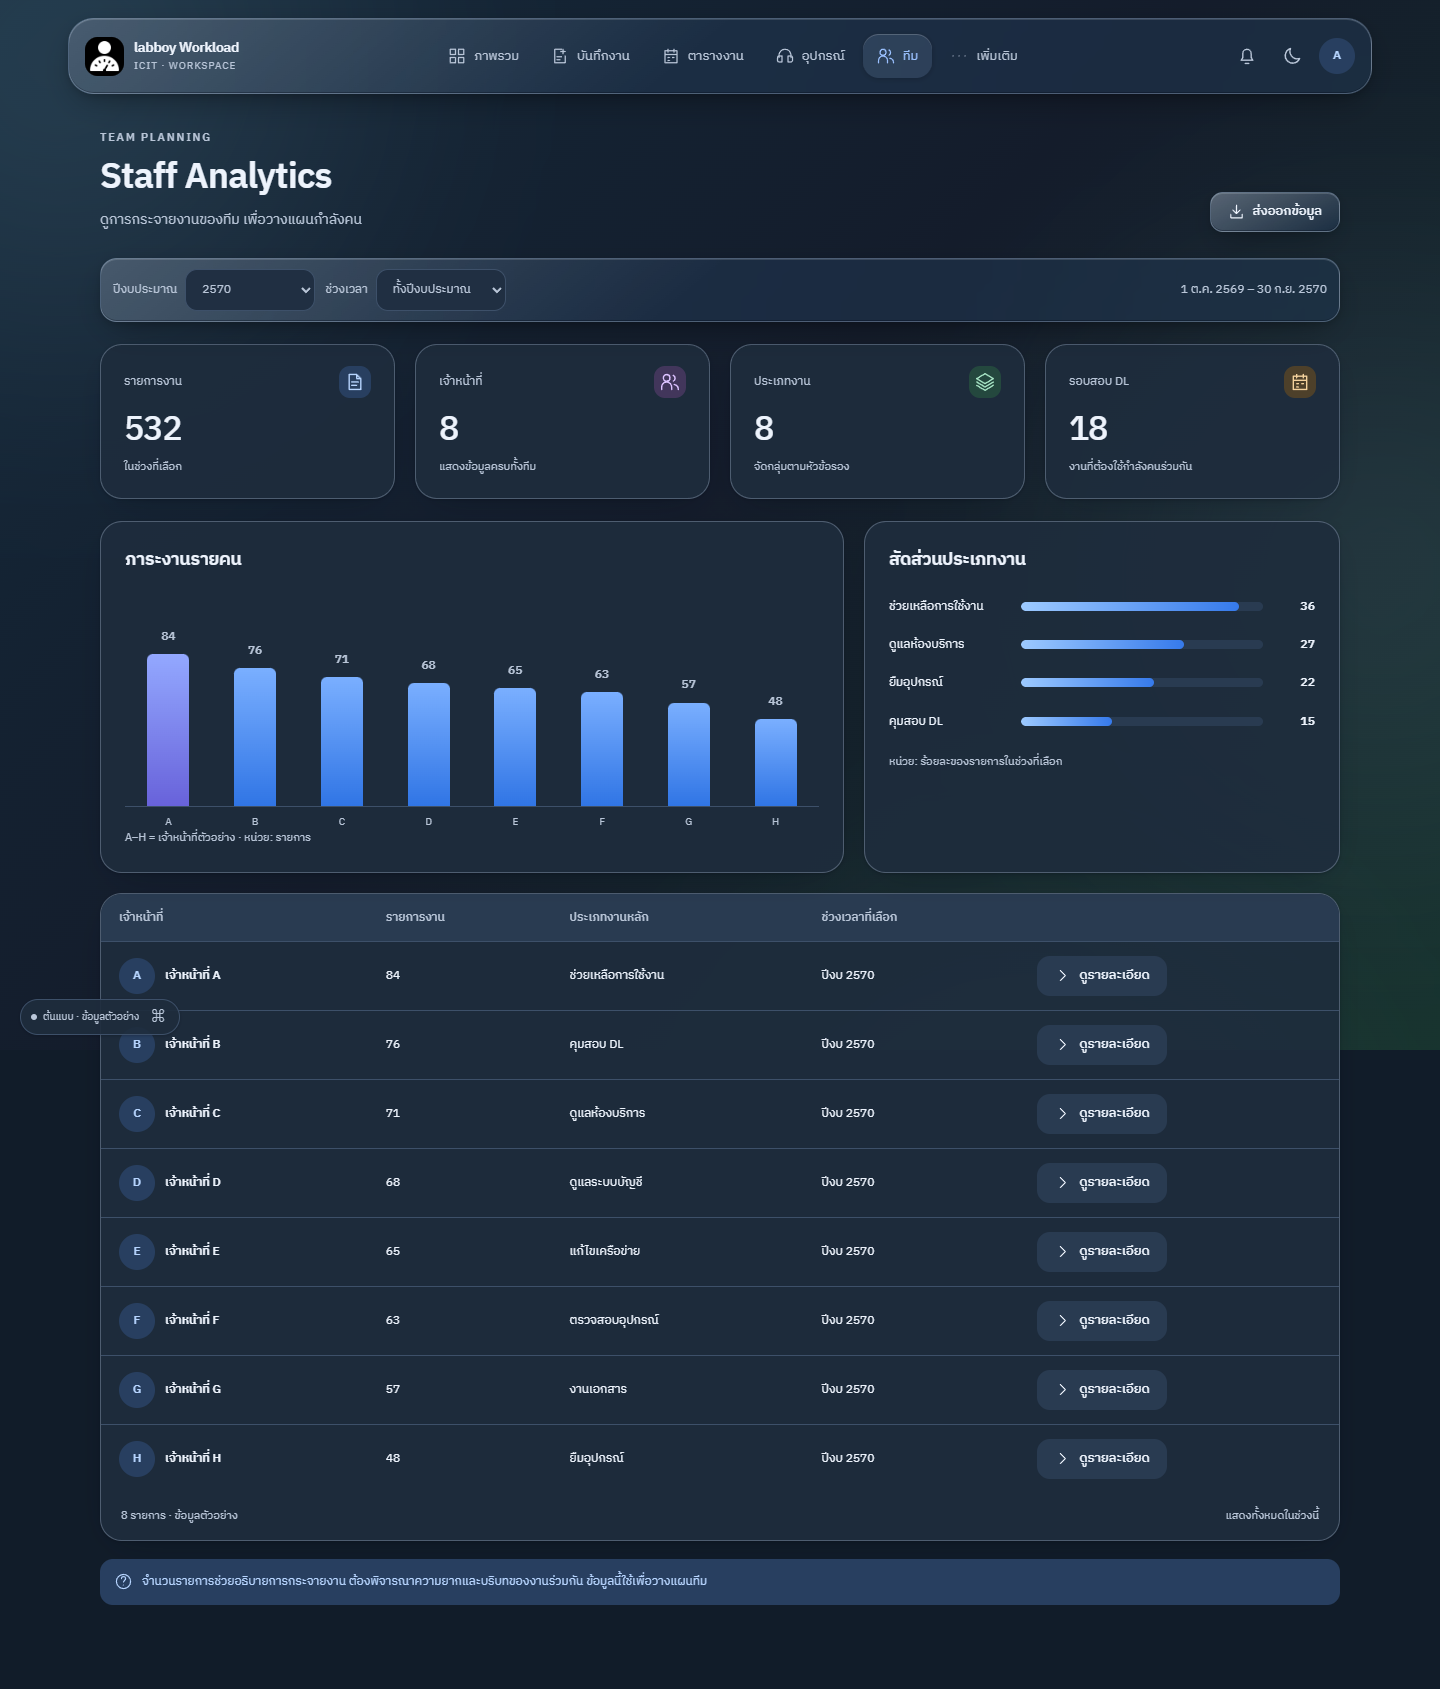 labboy Workload
ICIT · WORKSPACE
ภาพรวม
บันทึกงาน
ตารางงาน
อุปกรณ์
ทีม
··· เพิ่มเติม
A
TEAM PLANNING
Staff Analytics
ดูการกระจายงานของทีม เพื่อวางแผนกำลังคน
ส่งออกข้อมูล
ปีงบประมาณ 2570 ช่วงเวลา ทั้งปีงบประมาณ 1 ต.ค. 2569 – 30 ก.ย. 2570
รายการงาน
532
ในช่วงที่เลือก
เจ้าหน้าที่
8
แสดงข้อมูลครบทั้งทีม
ประเภทงาน
8
จัดกลุ่มตามหัวข้อรอง
รอบสอบ DL
18
งานที่ต้องใช้กำลังคนร่วมกัน
ภาระงานรายคน
84 76 71 68 65 63 57 48
A B C D E F G H
A–H = เจ้าหน้าที่ตัวอย่าง · หน่วย: รายการ
สัดส่วนประเภทงาน
ช่วยเหลือการใช้งาน 36
ดูแลห้องบริการ 27
ยืมอุปกรณ์ 22
คุมสอบ DL 15
หน่วย: ร้อยละของรายการในช่วงที่เลือก
เจ้าหน้าที่ รายการงาน ประเภทงานหลัก ช่วงเวลาที่เลือก
A เจ้าหน้าที่ A 84 ช่วยเหลือการใช้งาน ปีงบ 2570 ดูรายละเอียด
ต้นแบบ · ข้อมูลตัวอย่าง ⌘
B เจ้าหน้าที่ B 76 คุมสอบ DL ปีงบ 2570 ดูรายละเอียด
C เจ้าหน้าที่ C 71 ดูแลห้องบริการ ปีงบ 2570 ดูรายละเอียด
D เจ้าหน้าที่ D 68 ดูแลระบบบัญชี ปีงบ 2570 ดูรายละเอียด
E เจ้าหน้าที่ E 65 แก้ไขเครือข่าย ปีงบ 2570 ดูรายละเอียด
F เจ้าหน้าที่ F 63 ตรวจสอบอุปกรณ์ ปีงบ 2570 ดูรายละเอียด
G เจ้าหน้าที่ G 57 งานเอกสาร ปีงบ 2570 ดูรายละเอียด
H เจ้าหน้าที่ H 48 ยืมอุปกรณ์ ปีงบ 2570 ดูรายละเอียด
8 รายการ · ข้อมูลตัวอย่าง แสดงทั้งหมดในช่วงนี้
จำนวนรายการช่วยอธิบายการกระจายงาน ต้องพิจารณาความยากและบริบทของงานร่วมกัน ข้อมูลนี้ใช้เพื่อวางแผนทีม